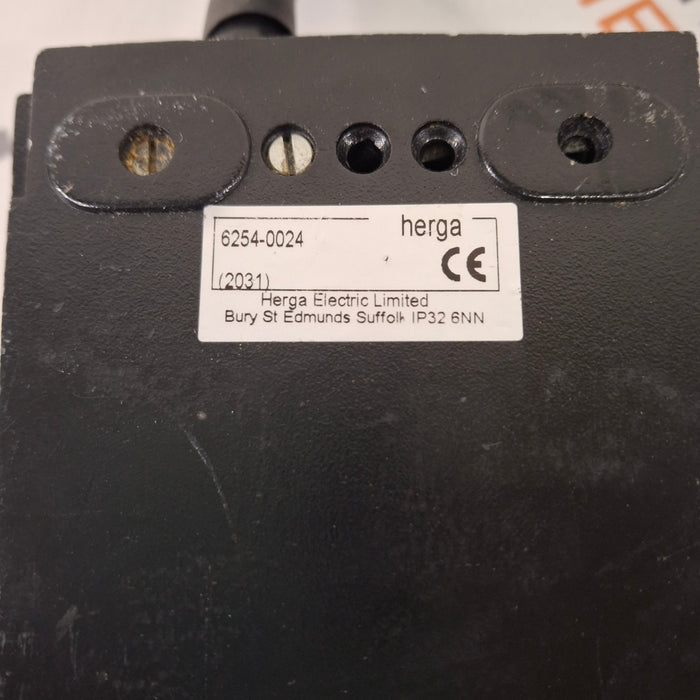 herga
6254-0024
CE
(2031)
Herga Electric Limited
Bury St Edmunds Suffolk IP32 6NN